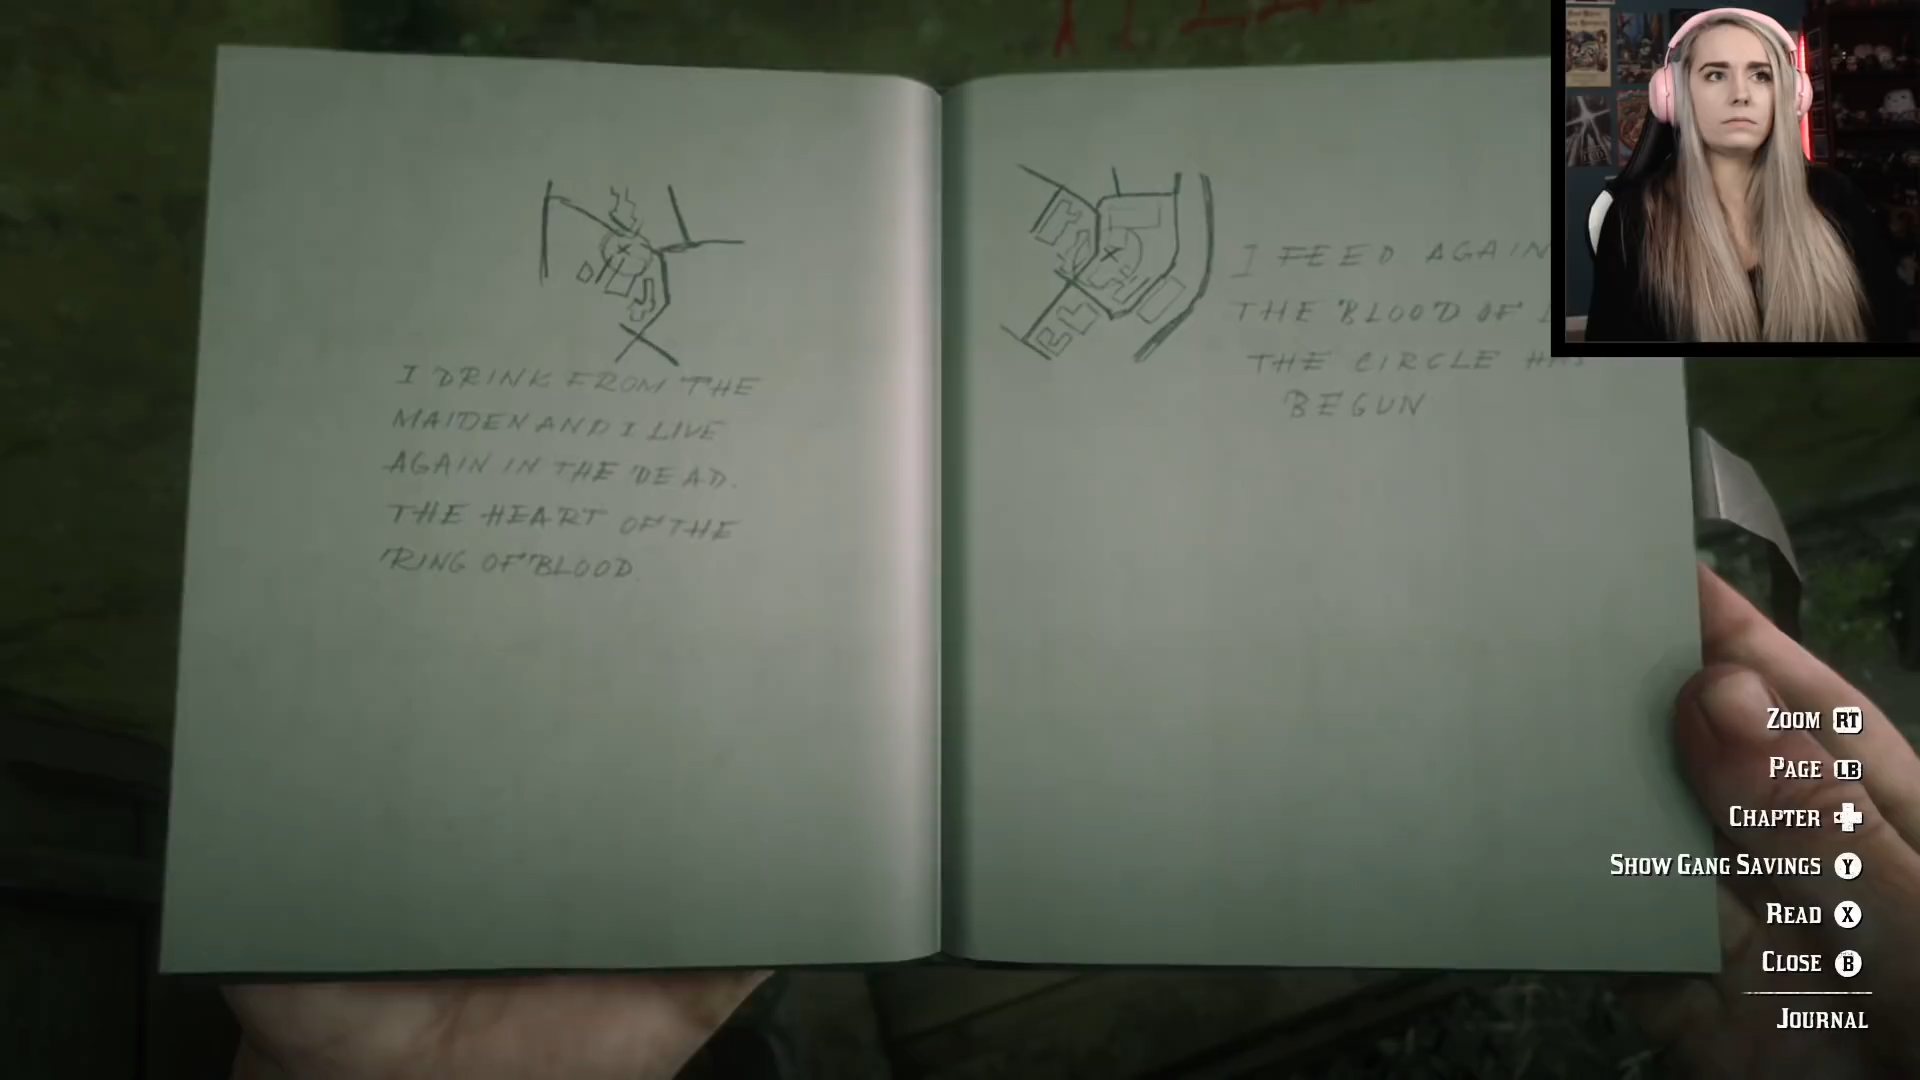 I DRINK FROM THE
MAIDEN AND I LIVE
AGAIN IN THE DEAD.
THE HEART OF THE
RING OF BLOOD.
I FEED AGAIN
THE BLOOD OF
THE CIRCLE HAS
BEGUN
ZOOM RT
PAGE LB
CHAPTER
SHOW GANG SAVINGS Y
READ X
CLOSE B
JOURNAL